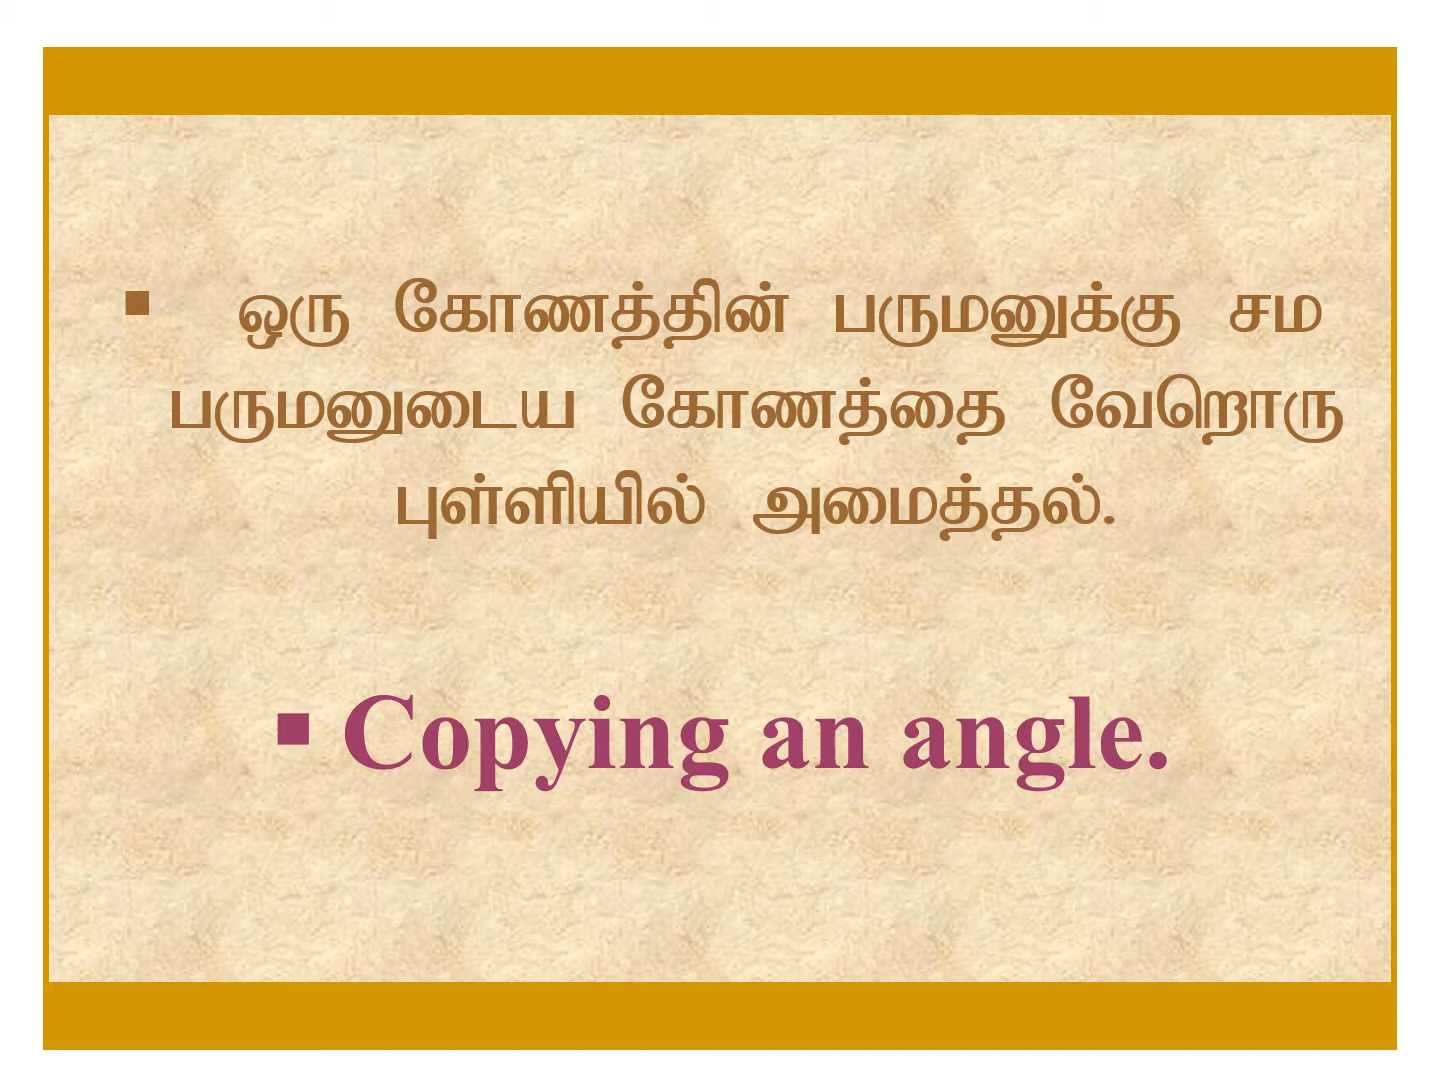 ▪ ஒரு கோணத்தின் பருமனுக்கு சம
பருமனுடைய கோணத்தை வேறொரு
புள்ளியில் அமைத்தல்.
▪ Copying an angle.